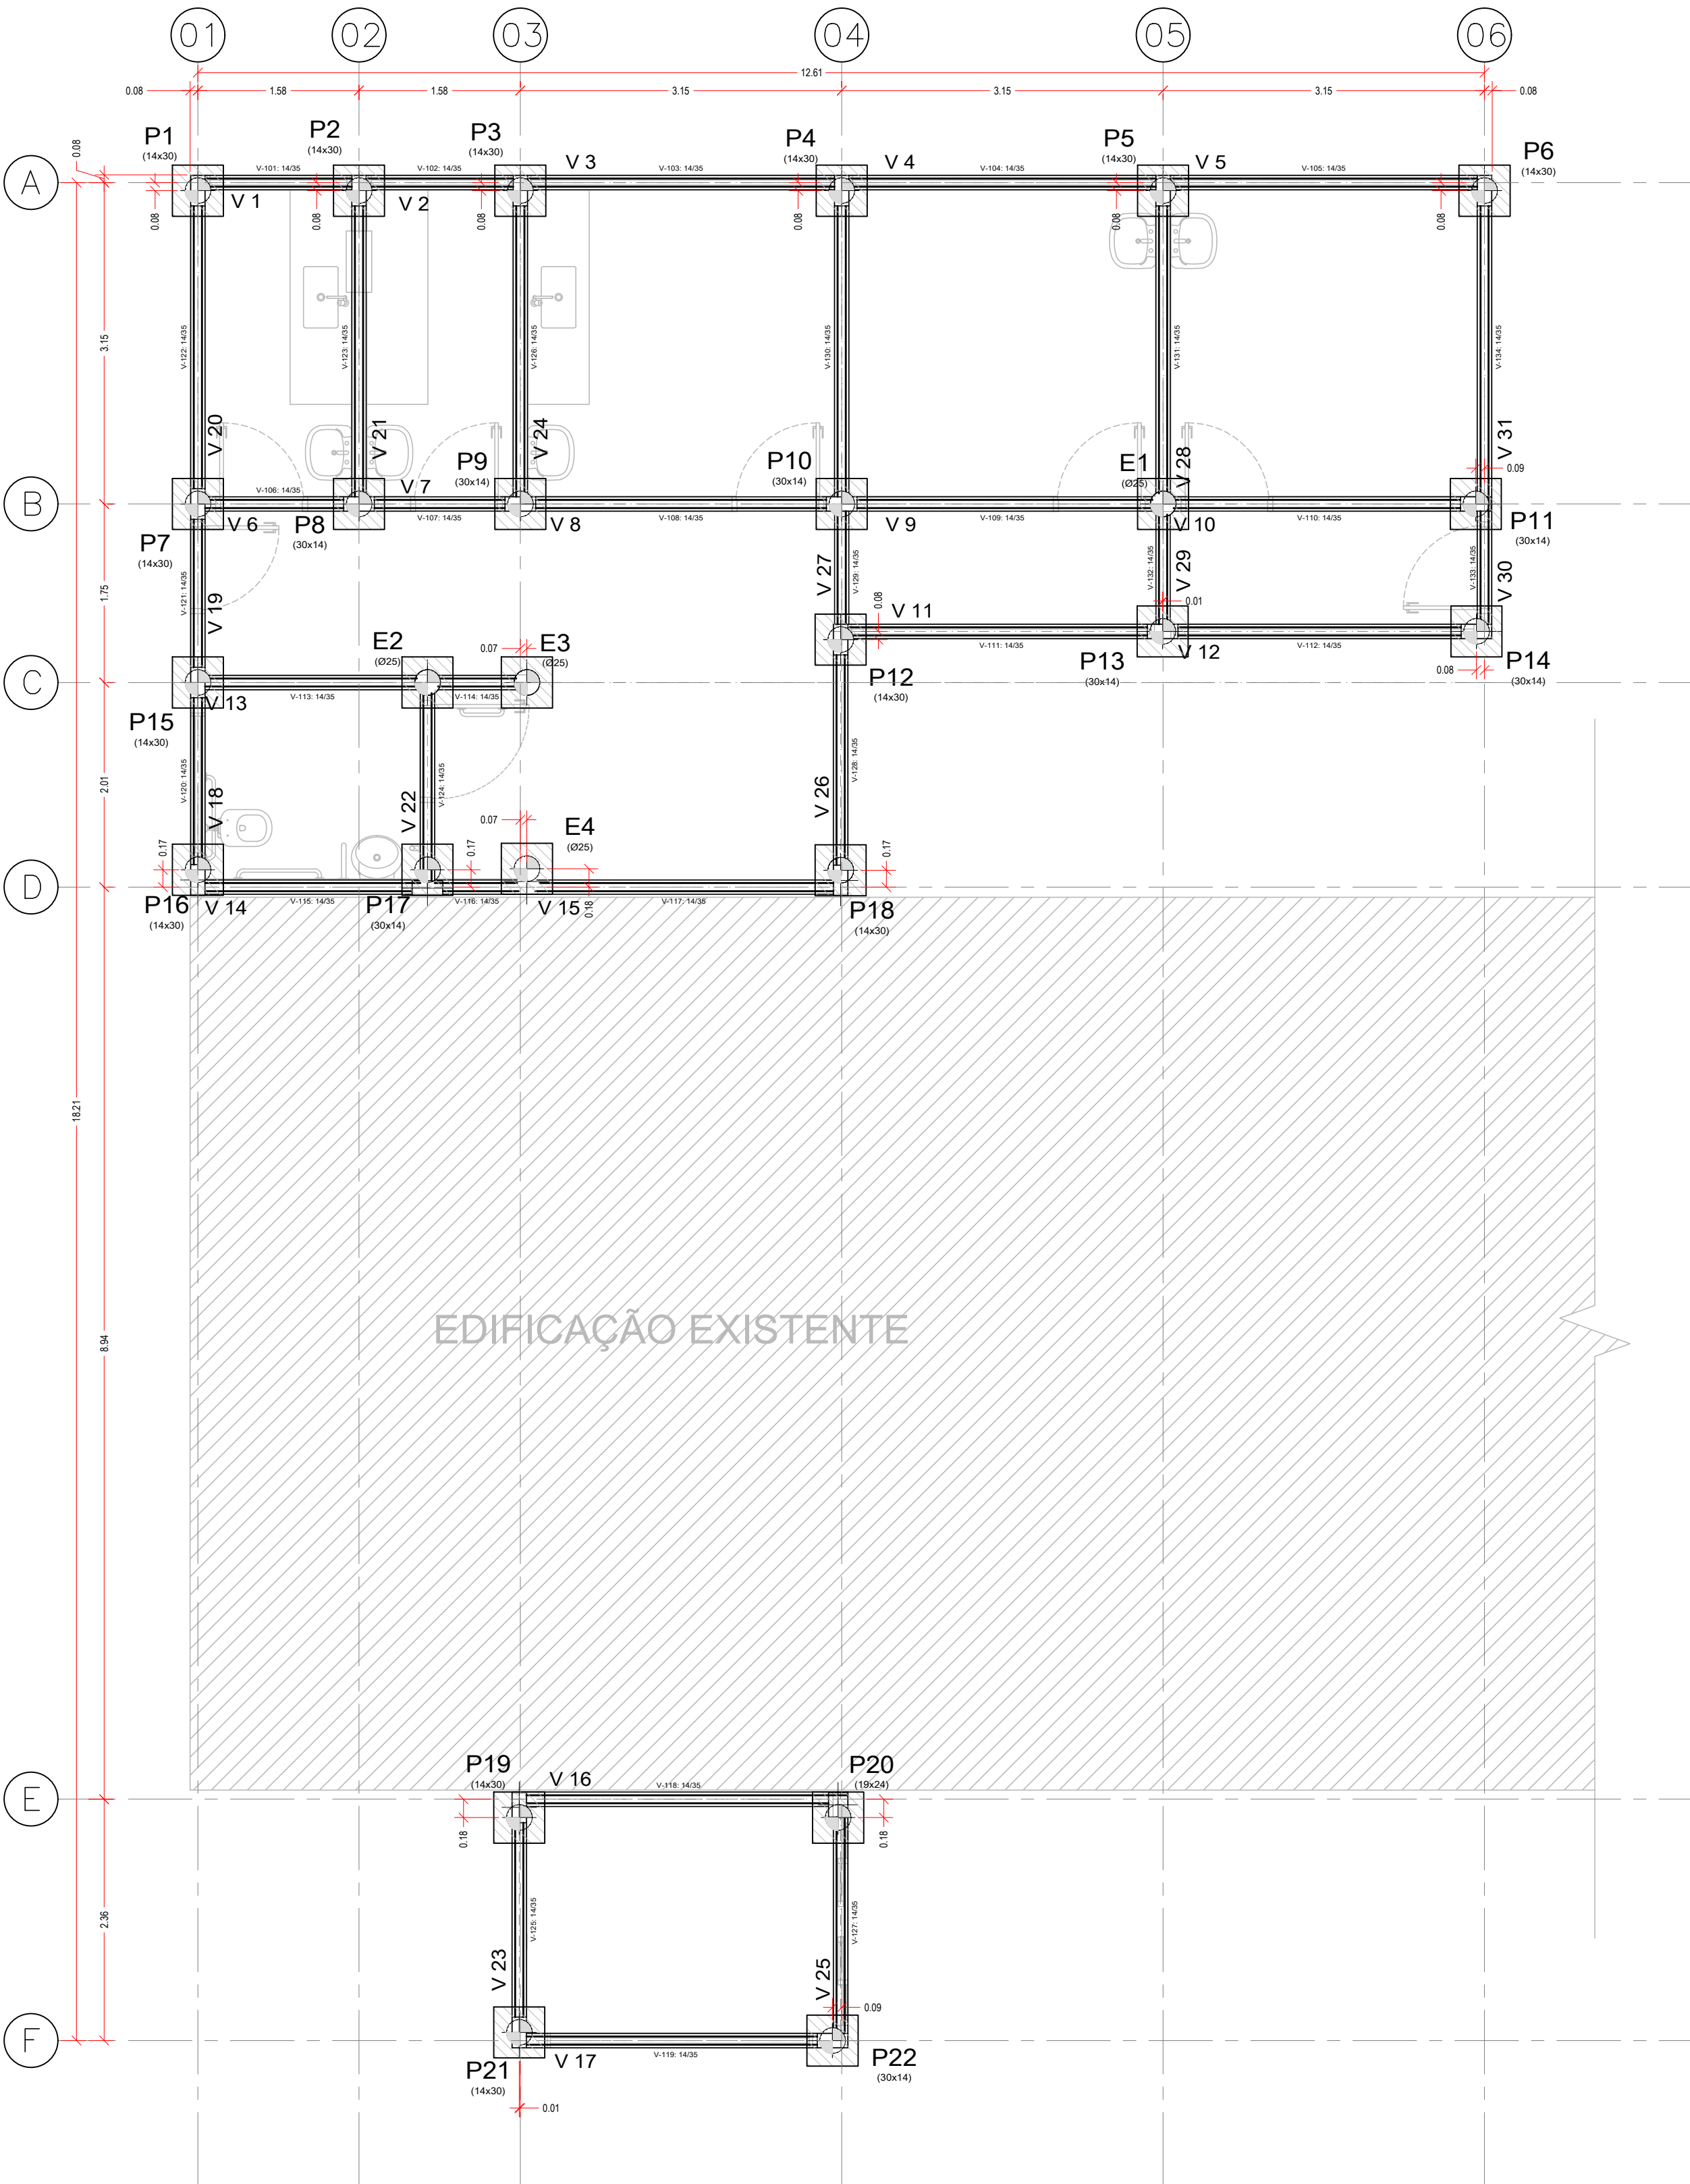 01 02 03 04 05 06
12.61
0.08 1.58 1.58 3.15 3.15 3.15 0.08
P1 P2 P3 P4 P5 P6
(14x30) (14x30) (14x30) (14x30) (14x30) (14x30)
0.08
V-101: 14/35 V-102: 14/35 V 3 V-103: 14/35 V 4 V-104: 14/35 V 5 V-105: 14/35
A
V 1 V 2
0.08 0.08 0.08 0.08 0.08 0.08
3.15
V-122: 14/35 V-123: 14/35 V-126: 14/35 V-130: 14/35 V-131: 14/35 V-134: 14/35
V 20 V 21 V 24 V 28 V 31
P9 P10 E1
(30x14) (30x14) (Ø25)
0.09
V-106: 14/35 V 7
B
V-107: 14/35 V-108: 14/35 V-109: 14/35 V-110: 14/35
V 6 P8 V 8 V 9 V 10 P11
(30x14) (30x14)
P7
(14x30)
1.75
V-121: 14/35 V 19 V 27 V-129: 14/35 V-132: 14/35 V 29 V-133: 14/35 V 30
0.08 V 11 0.01
V-111: 14/35 V 12 V-112: 14/35
E2 0.07 E3
(Ø25) (Ø25)
P13 P14
(30x14) 0.08 (30x14)
P12
(14x30)
C
V 13 V-113: 14/35 V-114: 14/35
P15
(14x30)
2.01
V-120: 14/35 V 18 V 22 V-124: 14/35 V 26 V-128: 14/35
0.07 E4
(Ø25)
0.17 0.17 0.17
D
P16 V 14 V-115: 14/35 P17 V-116: 14/35 V 15 0.18 V-117: 14/35 P18
(14x30) (30x14) (14x30)
18.21
8.94
EDIFICAÇÃO EXISTENTE
P19 V 16 V-118: 14/35 P20
(14x30) (19x24)
E
0.18 0.18
2.36
V-125: 14/35 V-127: 14/35
V 23 V 25
0.09
F
P21 V 17 V-119: 14/35 P22
(14x30) (30x14)
0.01